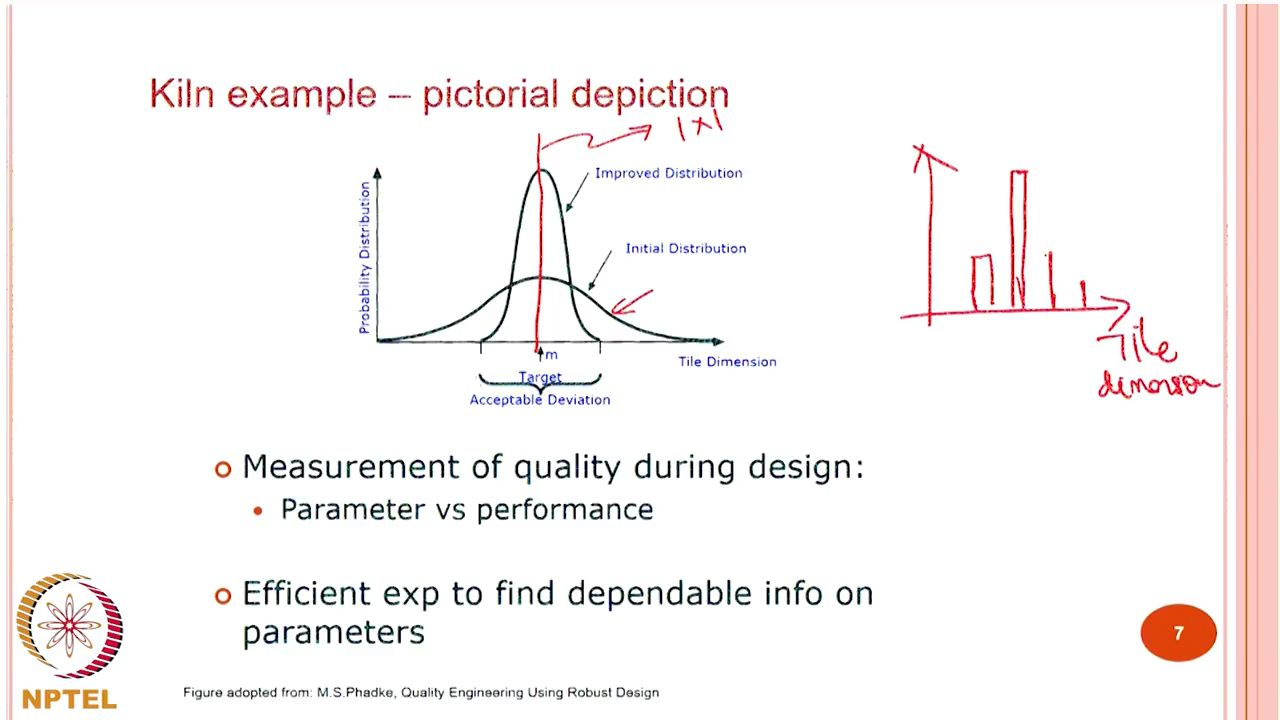 Kiln example – pictorial depiction
1x1
Improved Distribution
Initial Distribution
Probability Distribution
m
Target
Tile Dimension
Acceptable Deviation
Tile
dimension
Measurement of quality during design:
Parameter vs performance
Efficient exp to find dependable info on
parameters
7
NPTEL
Figure adopted from: M.S.Phadke, Quality Engineering Using Robust Design